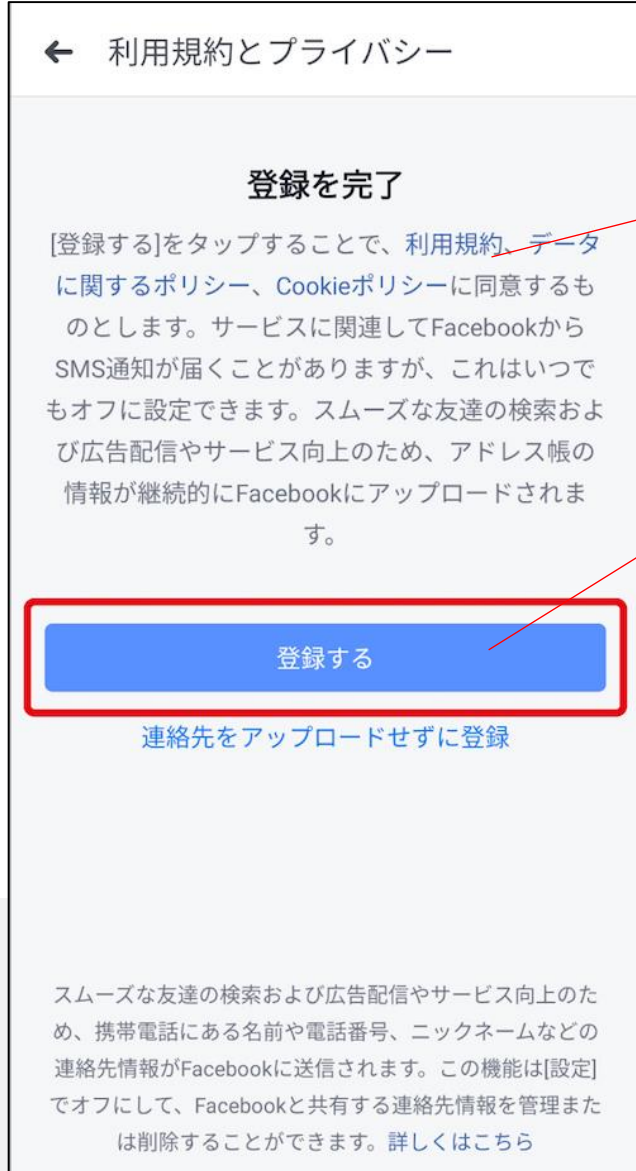 ← 利用規約とプライバシー
登録を完了
[登録する]をタップすることで、利用規約、データ
に関するポリシー、Cookieポリシーに同意するも
のとします。サービスに関連してFacebookから
SMS通知が届くことがありますが、これはいつで
もオフに設定できます。スムーズな友達の検索およ
び広告配信やサービス向上のため、アドレス帳の
情報が継続的にFacebookにアップロードされま
す。
登録する
連絡先をアップロードせずに登録
スムーズな友達の検索および広告配信やサービス向上のた
め、携帯電話にある名前や電話番号、ニックネームなどの
連絡先情報がFacebookに送信されます。この機能は[設定]
でオフにして、Facebookと共有する連絡先情報を管理また
は削除することができます。詳しくはこちら